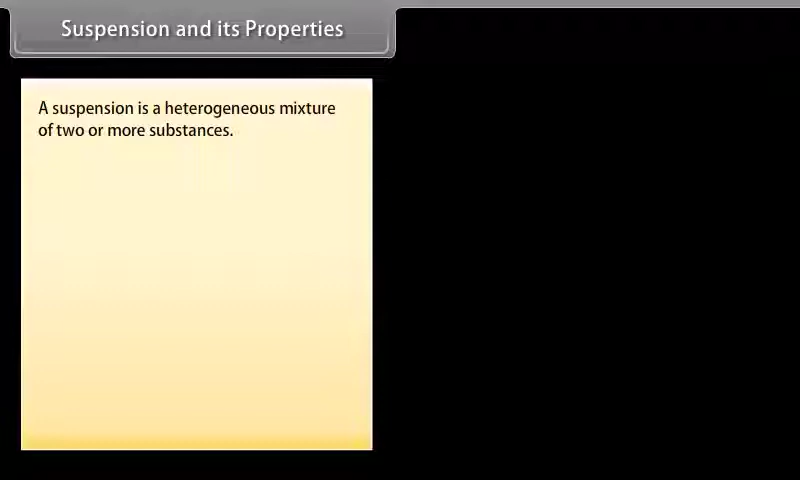 Suspension and its Properties
A suspension is a heterogeneous mixture
of two or more substances.